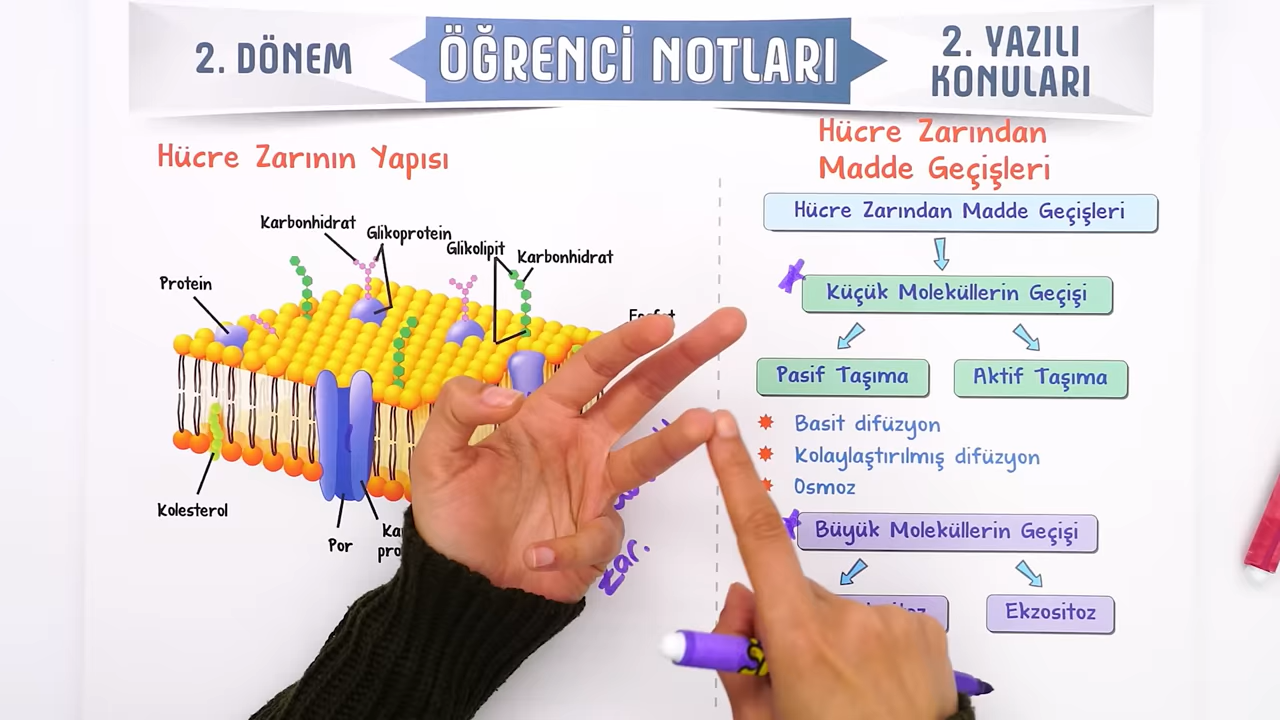 2. DÖNEM
ÖĞRENCİ NOTLARI
2. YAZILI
KONULARI
Hücre Zarının Yapısı
Karbonhidrat
Glikoprotein
Glikolipit
Karbonhidrat
Protein
Kolesterol
Por
zar.
Hücre Zarından
Madde Geçişleri
Hücre Zarından Madde Geçişleri
Küçük Moleküllerin Geçişi
Pasif Taşıma
Aktif Taşıma
Basit difüzyon
Kolaylaştırılmış difüzyon
Osmoz
Büyük Moleküllerin Geçişi
Ekzositoz